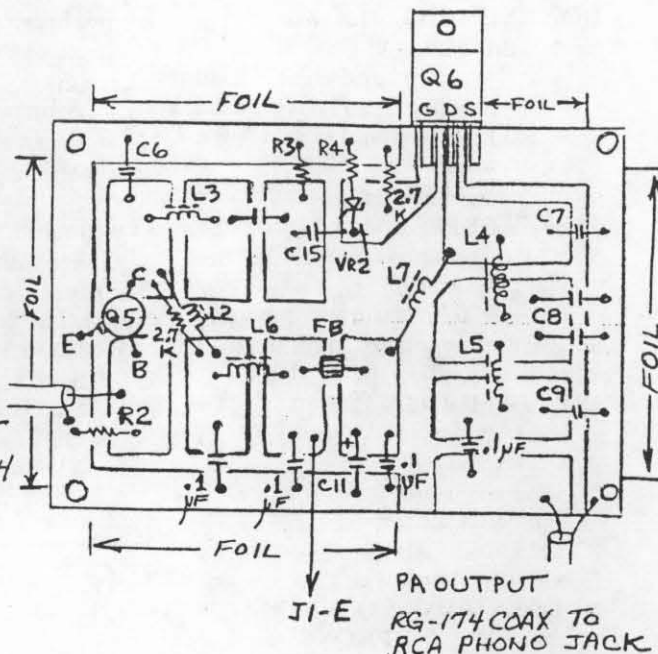 Q6
G D S
FOIL
FOIL
C6
R3
R4
L3
2.7
K
C7
C15
VR2
L4
L7
C
Q5
L2
C8
FOIL
FOIL
E
2.7
K
L6
FB
L5
B
C9
R2
4
+
.1
µF
.1
µF
C11
.1
µF
.1µF
FOIL
J1-E
PA OUTPUT
RG-174 COAX TO
RCA PHONO JACK